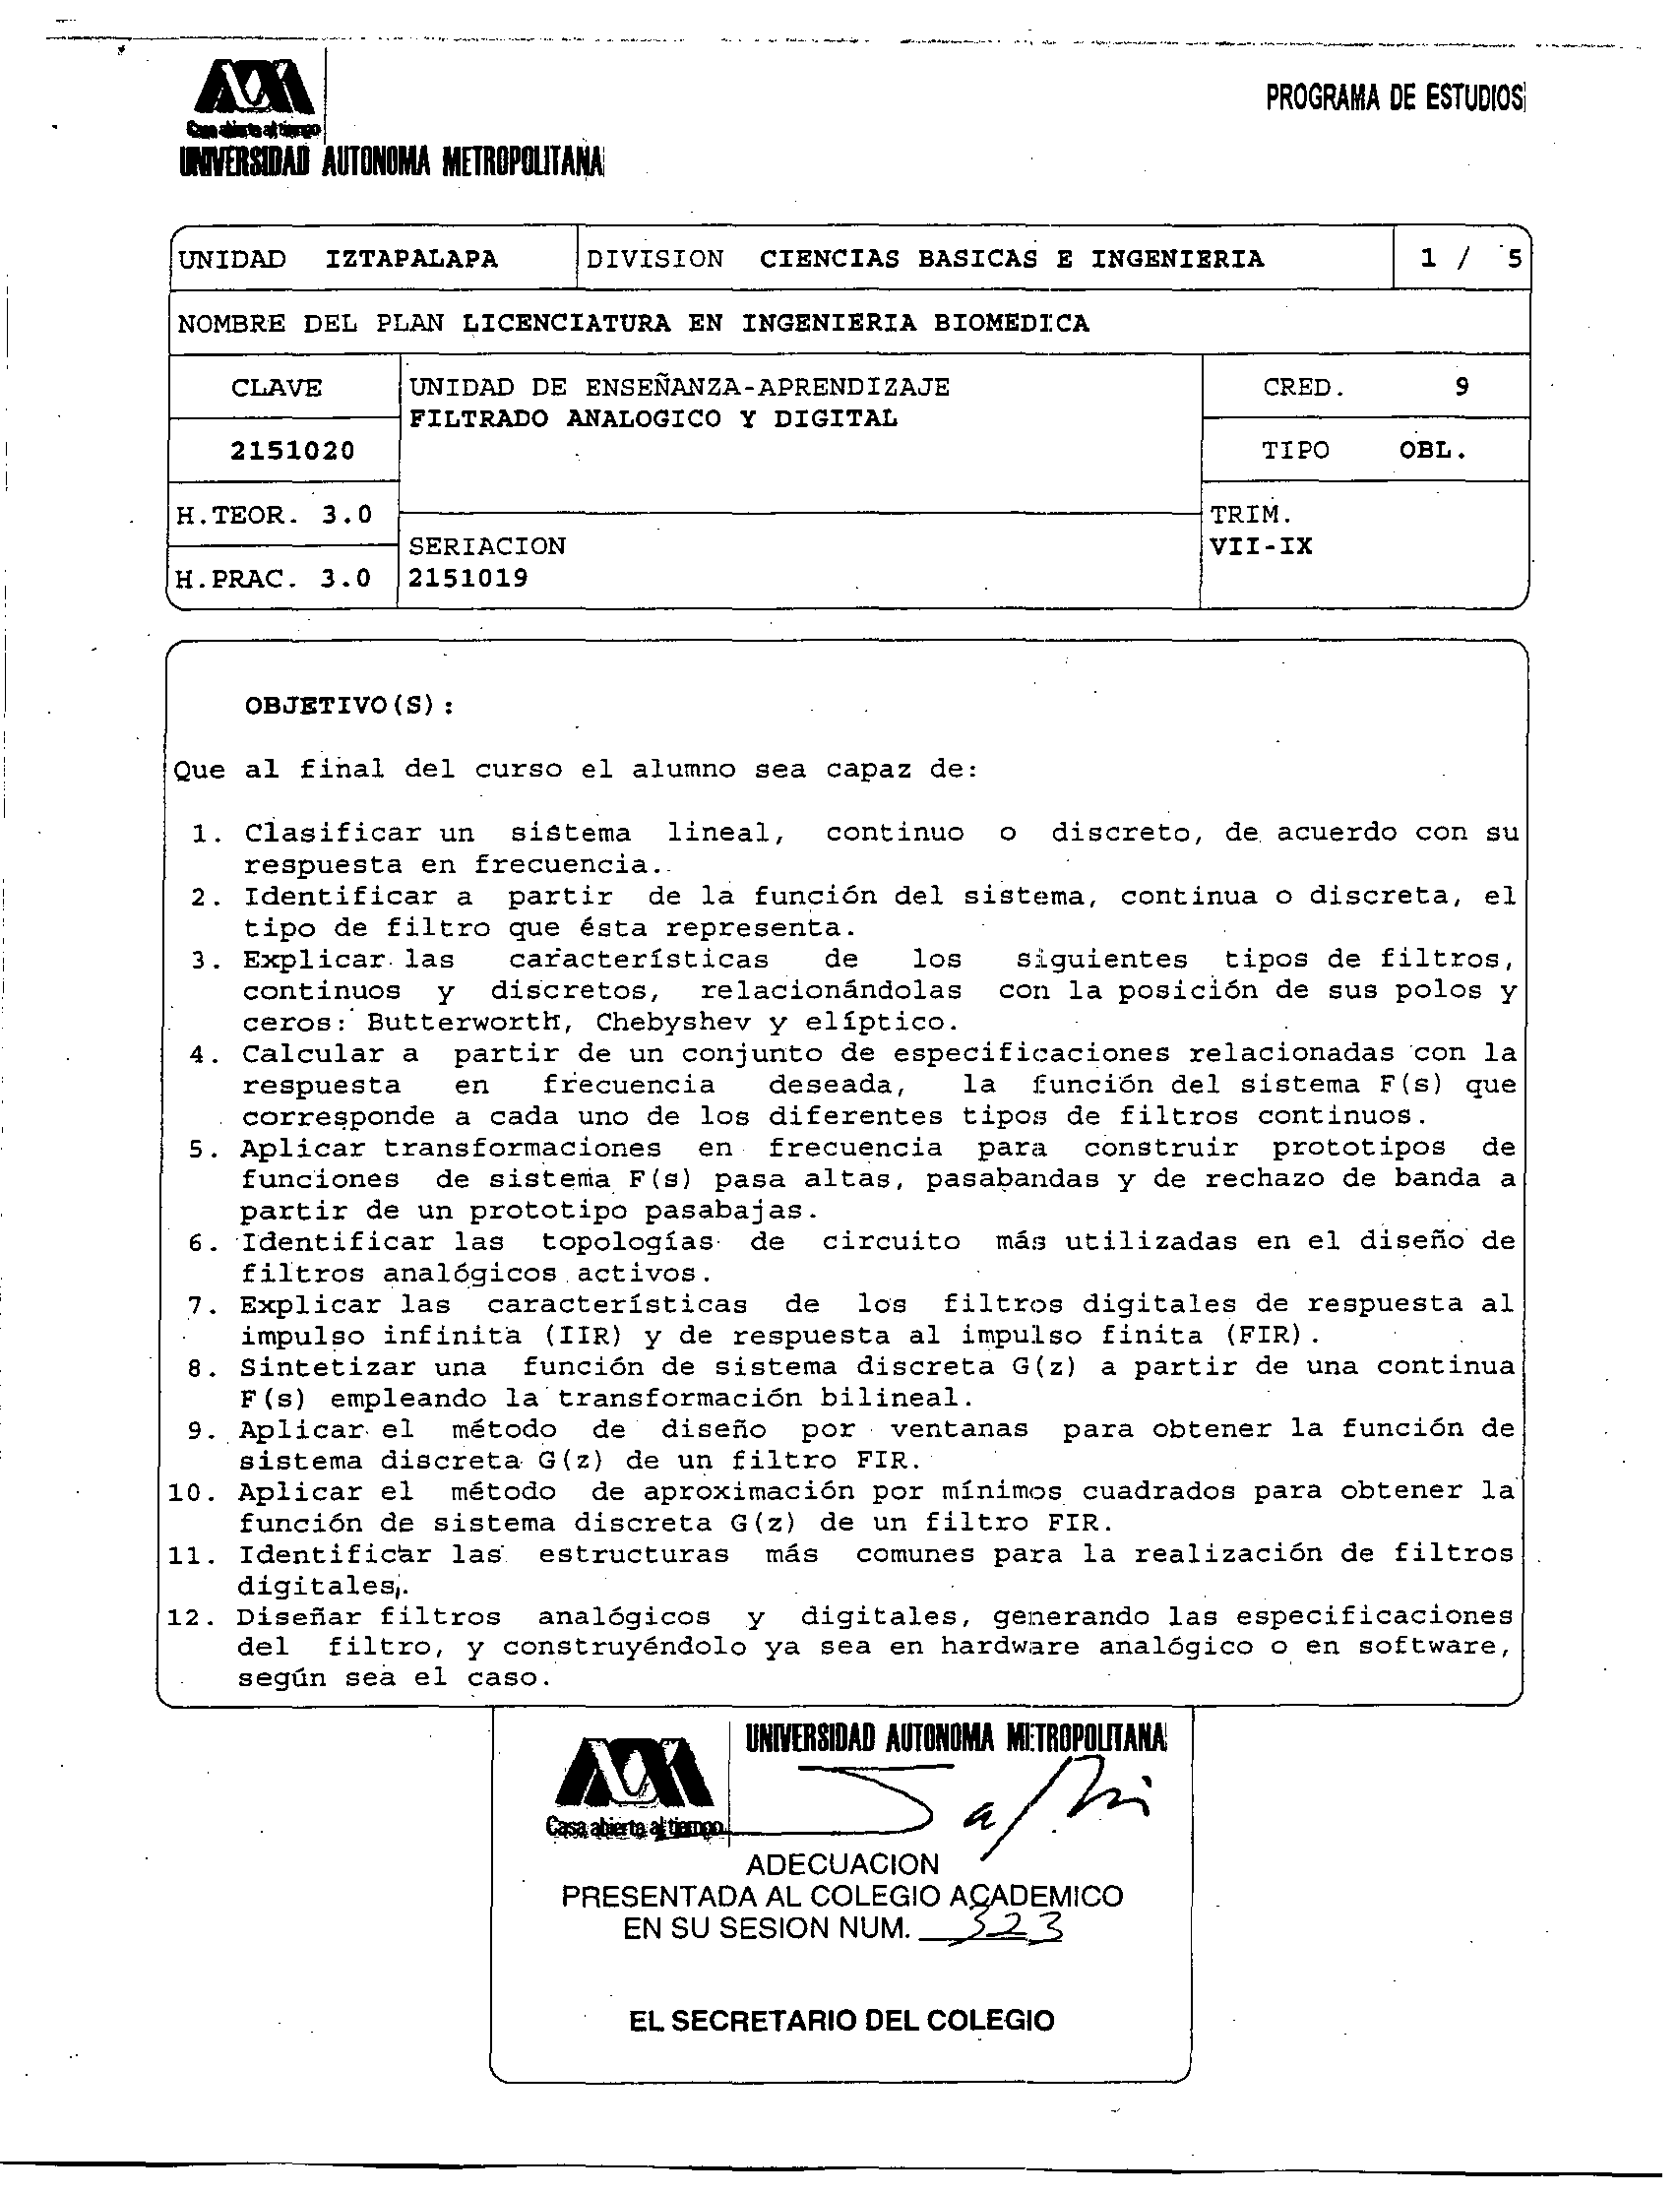 Casa abierta al tiempo
UNIVERSIDAD AUTONOMA METROPOLITANA
PROGRAMA DE ESTUDIOS
UNIDAD IZTAPALAPA DIVISION CIENCIAS BASICAS E INGENIERIA 1 / 5
NOMBRE DEL PLAN LICENCIATURA EN INGENIERIA BIOMEDICA
CLAVE UNIDAD DE ENSEÑANZA-APRENDIZAJE CRED. 9
FILTRADO ANALOGICO Y DIGITAL
2151020 TIPO OBL.
H.TEOR. 3.0 TRIM.
SERIACION VII-IX
H.PRAC. 3.0 2151019
OBJETIVO(S):
Que al final del curso el alumno sea capaz de:
1. Clasificar un sistema lineal, continuo o discreto, de acuerdo con su
respuesta en frecuencia.
2. Identificar a partir de la función del sistema, continua o discreta, el
tipo de filtro que ésta representa.
3. Explicar las características de los siguientes tipos de filtros,
continuos y discretos, relacionándolas con la posición de sus polos y
ceros: Butterworth, Chebyshev y elíptico.
4. Calcular a partir de un conjunto de especificaciones relacionadas con la
respuesta en frecuencia deseada, la función del sistema F(s) que
corresponde a cada uno de los diferentes tipos de filtros continuos.
5. Aplicar transformaciones en frecuencia para construir prototipos de
funciones de sistema F(s) pasa altas, pasabandas y de rechazo de banda a
partir de un prototipo pasabajas.
6. Identificar las topologías de circuito más utilizadas en el diseño de
filtros analógicos activos.
7. Explicar las características de los filtros digitales de respuesta al
impulso infinita (IIR) y de respuesta al impulso finita (FIR).
8. Sintetizar una función de sistema discreta G(z) a partir de una continua
F(s) empleando la transformación bilineal.
9. Aplicar el método de diseño por ventanas para obtener la función de
sistema discreta G(z) de un filtro FIR.
10. Aplicar el método de aproximación por mínimos cuadrados para obtener la
función de sistema discreta G(z) de un filtro FIR.
11. Identificar las estructuras más comunes para la realización de filtros
digitales.
12. Diseñar filtros analógicos y digitales, generando las especificaciones
del filtro, y construyéndolo ya sea en hardware analógico o en software,
según sea el caso.
UNIVERSIDAD AUTONOMA METROPOLITANA
Casa abierta al tiempo
ADECUACION
PRESENTADA AL COLEGIO ACADEMICO
EN SU SESION NUM. 323
EL SECRETARIO DEL COLEGIO